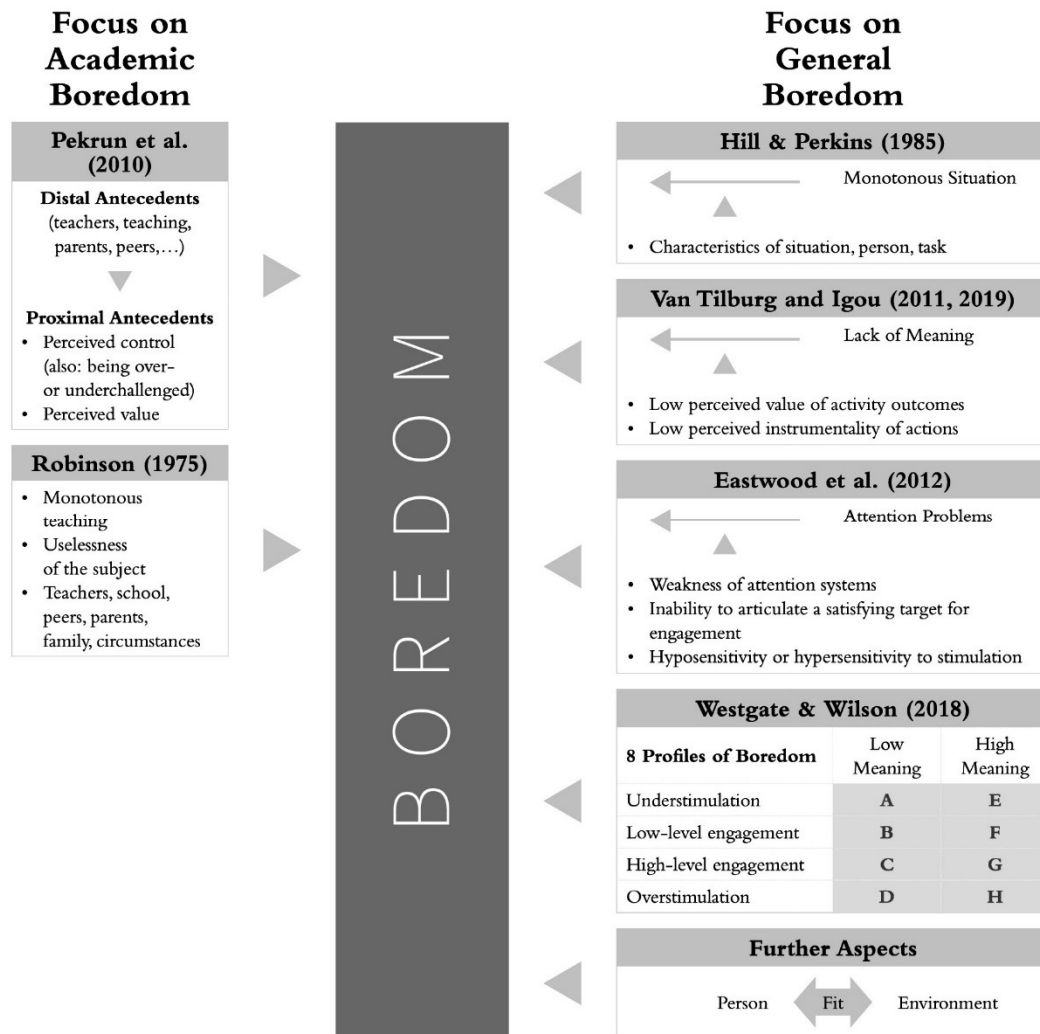 Focus on
Academic
Boredom
Pekrun et al.
(2010)
Distal Antecedents
(teachers, teaching,
parents, peers,…)
Proximal Antecedents
• Perceived control
(also: being over-
or underchallenged)
• Perceived value
Robinson (1975)
• Monotonous
teaching
• Uselessness
of the subject
• Teachers, school,
peers, parents,
family, circumstances
BOREDOM
Focus on
General
Boredom
Hill & Perkins (1985)
Monotonous Situation
• Characteristics of situation, person, task
Van Tilburg and Igou (2011, 2019)
Lack of Meaning
• Low perceived value of activity outcomes
• Low perceived instrumentality of actions
Eastwood et al. (2012)
Attention Problems
• Weakness of attention systems
• Inability to articulate a satisfying target for
engagement
• Hyposensitivity or hypersensitivity to stimulation
Westgate & Wilson (2018)
8 Profiles of Boredom
Low
Meaning
High
Meaning
Understimulation A E
Low-level engagement B F
High-level engagement C G
Overstimulation D H
Further Aspects
Person Fit Environment